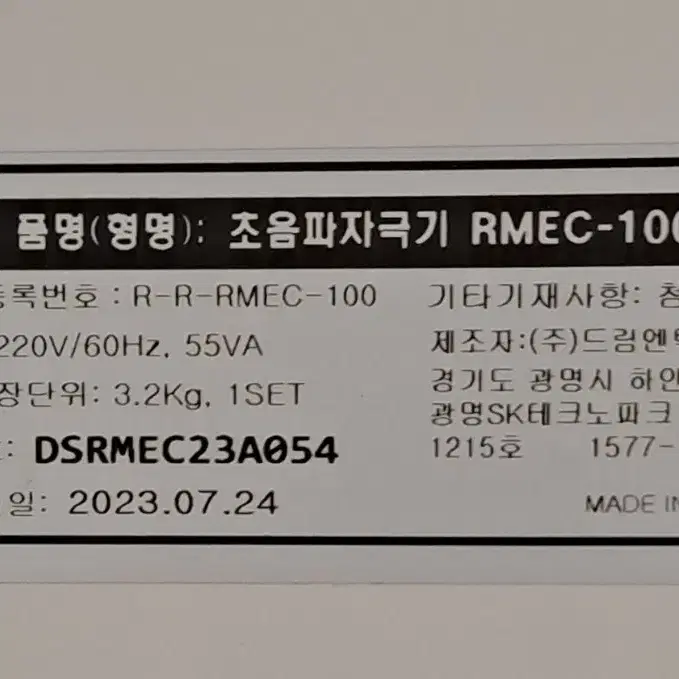 품명(형명): 초음파자극기 RMEC-100
등록번호 : R-R-RMEC-100
220V/60Hz, 55VA
장단위: 3.2Kg, 1SET
: DSRMEC23A054
일: 2023.07.24
기타기재사항: 첨
제조자:(주)드림엔
경기도 광명시 하
광명SK테크노파크
1215호 1577-
MADE IN